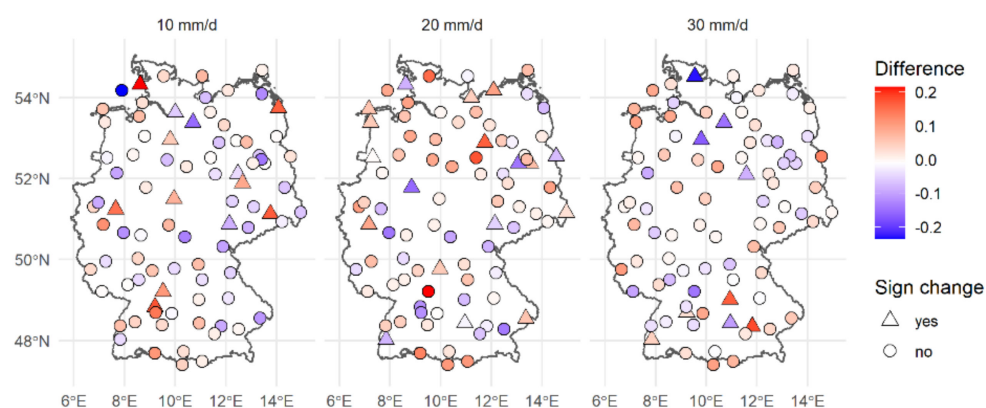 10 mm/d 20 mm/d 30 mm/d
Difference
54°N
0.2
0.1
52°N
0.0
-0.1
-0.2
50°N
Sign change
yes
48°N
no
6°E 8°E 10°E 12°E 14°E 6°E 8°E 10°E 12°E 14°E 6°E 8°E 10°E 12°E 14°E